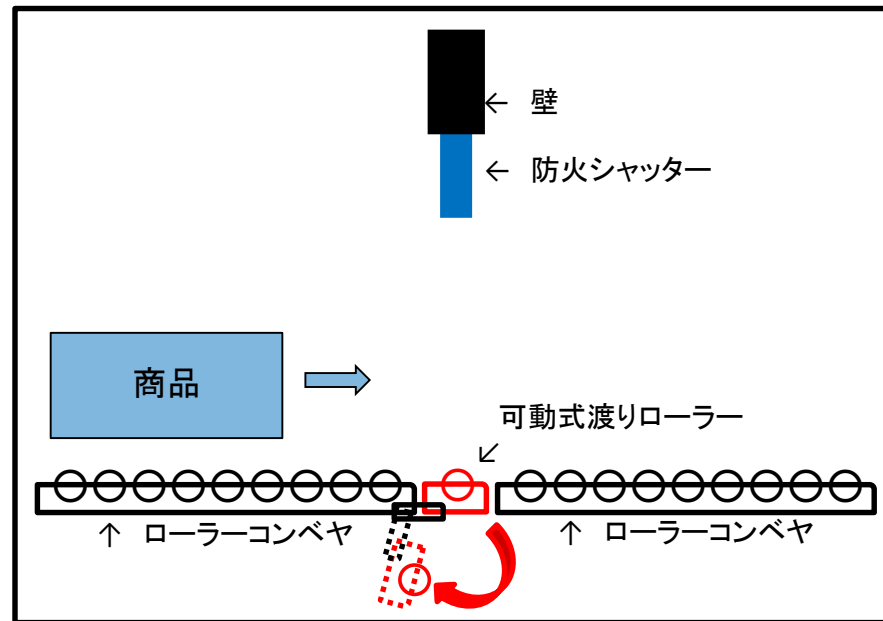 ← 壁
← 防火シャッター
商品
可動式渡りローラー
↙
↑ ローラーコンベヤ
↑ ローラーコンベヤ